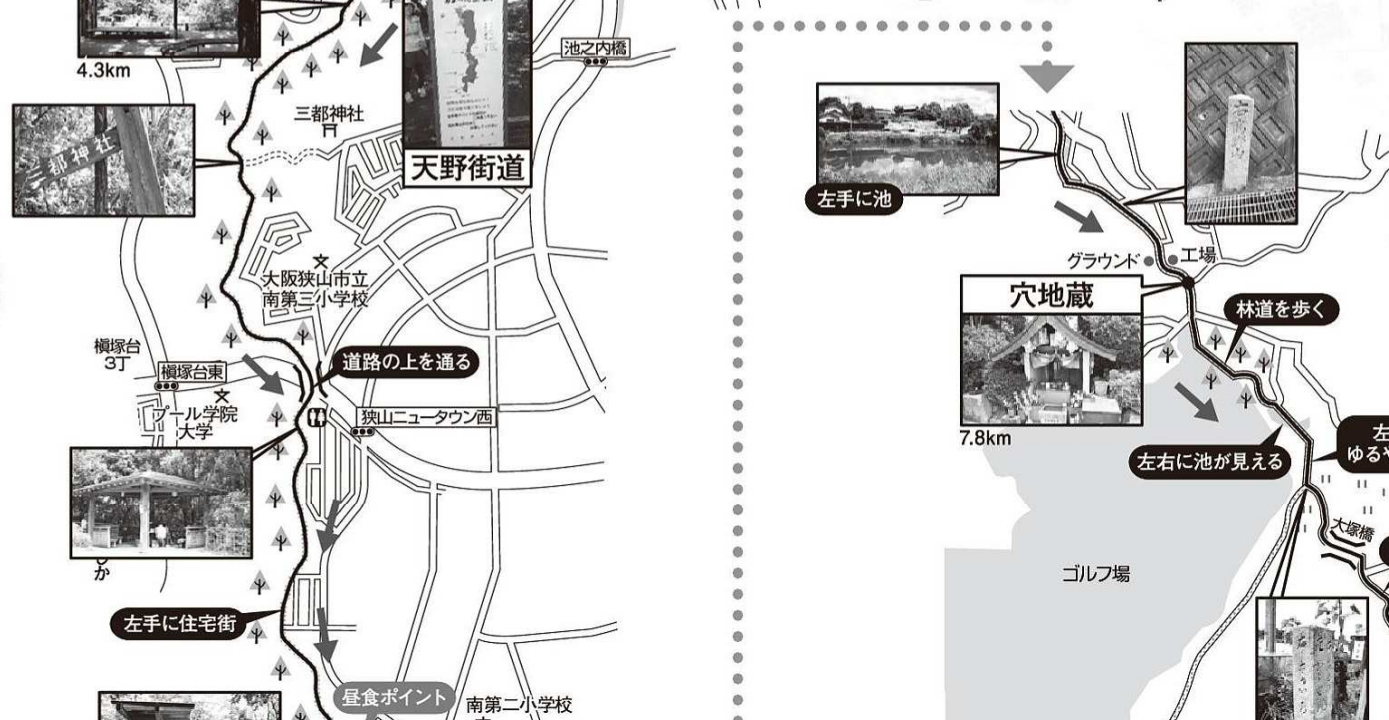 4.3km
三都神社
三都神社
天野街道
池之内橋
大阪狭山市立
南第三小学校
槇塚台
3丁
槇塚台東
道路の上を通る
プール学院
大学
狭山ニュータウン西
か
左手に住宅街
昼食ポイント
南第二小学校
左手に池
グラウンド
工場
穴地蔵
7.8km
林道を歩く
左右に池が見える
左
ゆるや
大塚橋
ゴルフ場